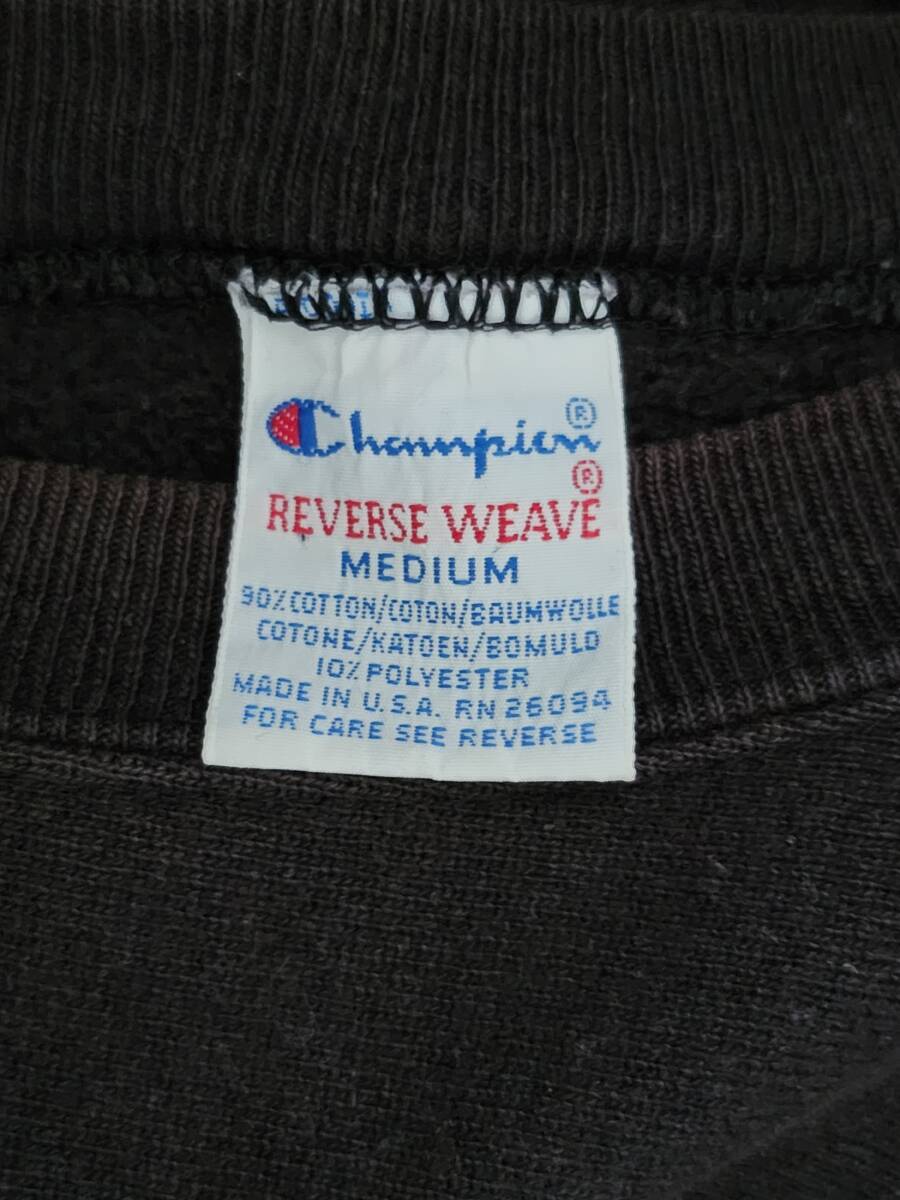 Champion®
REVERSE WEAVE®
MEDIUM
90% COTTON/COTON/BAUMWOLLE
COTONE/KATOEN/BOMULD
10% POLYESTER
MADE IN U.S.A. RN 26094
FOR CARE SEE REVERSE